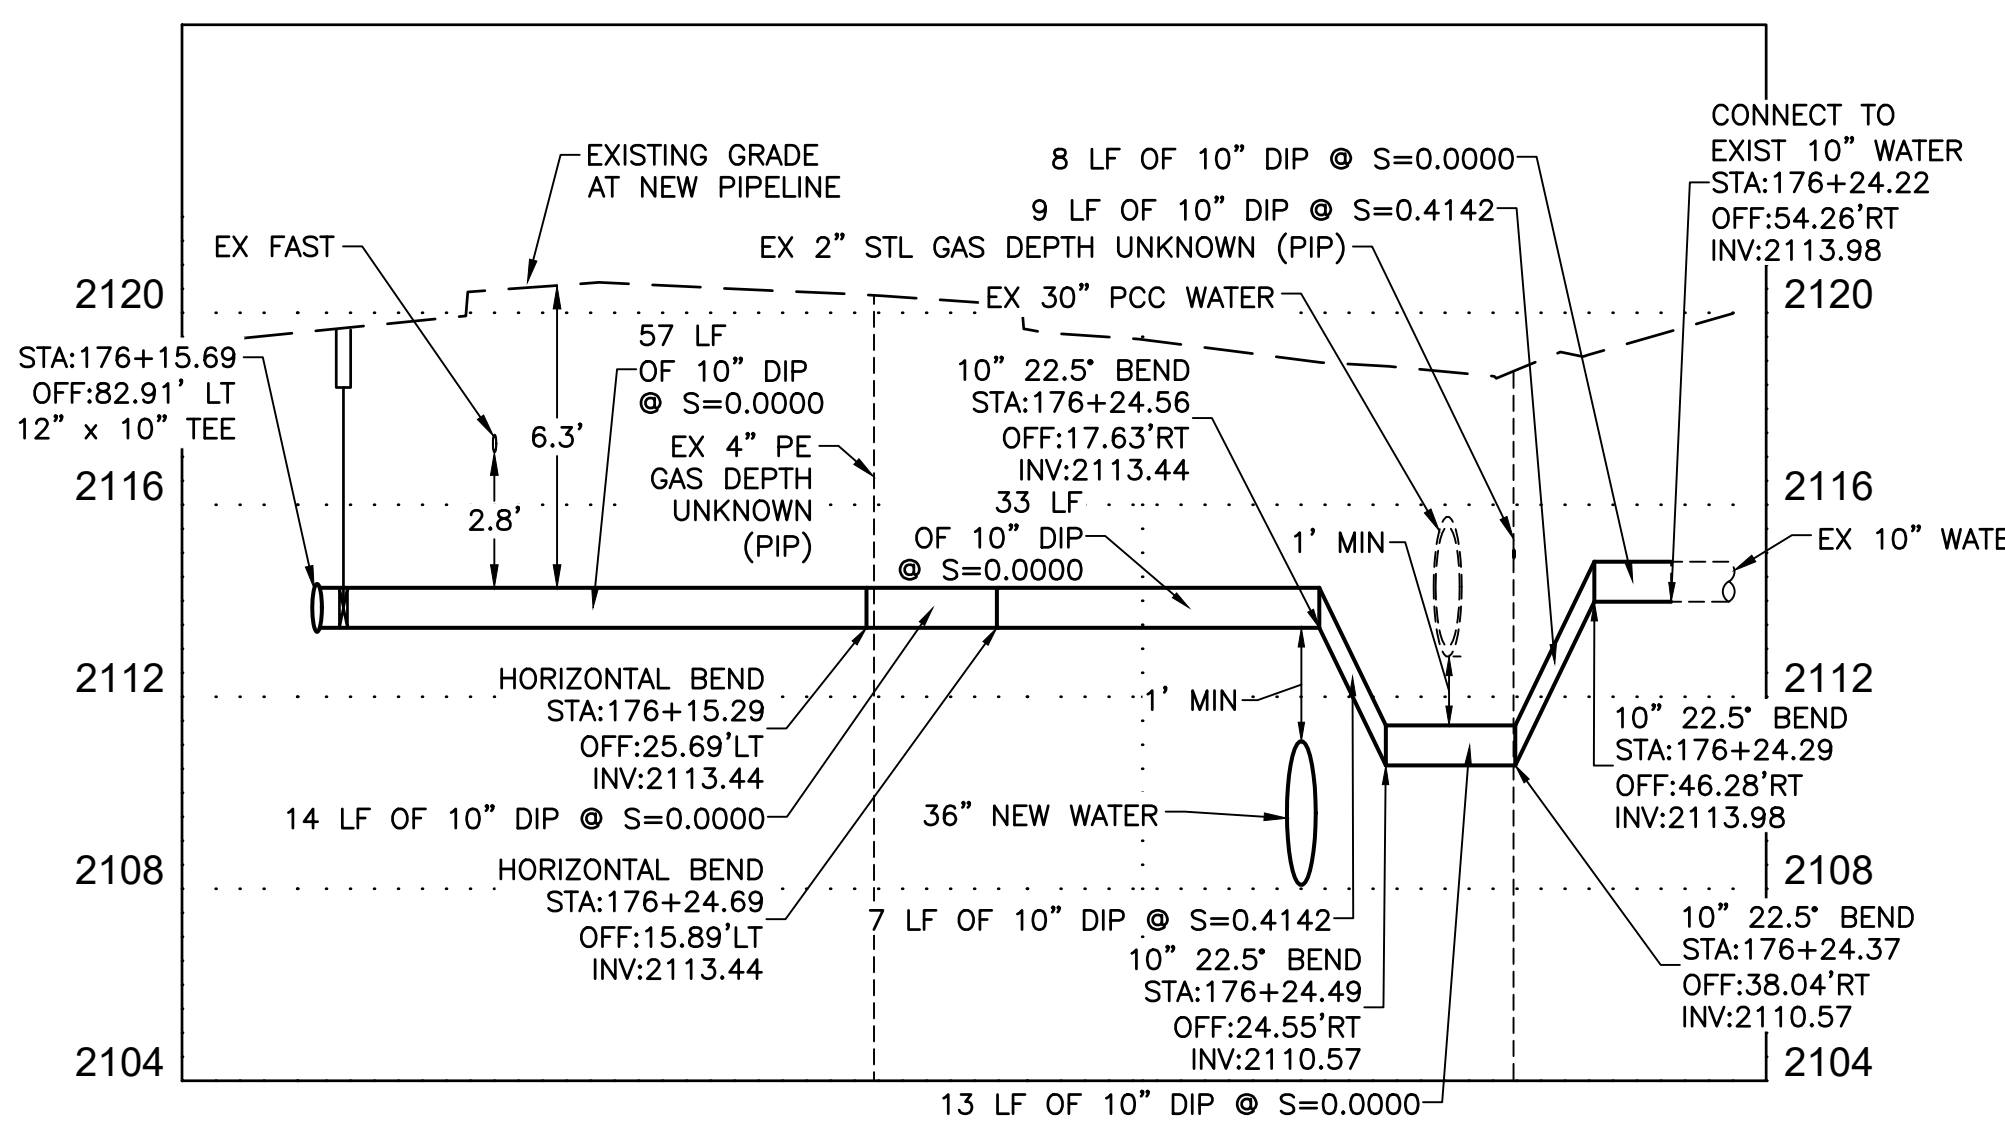 CONNECT TO
EXIST 10” WATER
STA:176+24.22
OFF:54.26’RT
INV:2113.98
EXISTING GRADE
AT NEW PIPELINE
8 LF OF 10” DIP @ S=0.0000
9 LF OF 10” DIP @ S=0.4142
EX FAST
EX 2” STL GAS DEPTH UNKNOWN (PIP)
2120
EX 30” PCC WATER
2120
STA:176+15.69
OFF:82.91’ LT
12” x 10” TEE
57 LF
OF 10” DIP
@ S=0.0000
10” 22.5° BEND
STA:176+24.56
OFF:17.63’RT
INV:2113.44
6.3’
EX 4” PE
GAS DEPTH
UNKNOWN
(PIP)
2116
2116
2.8’
33 LF
OF 10” DIP
@ S=0.0000
1’ MIN
EX 10” WATE
2112
2112
HORIZONTAL BEND
STA:176+15.29
OFF:25.69’LT
INV:2113.44
1’ MIN
10” 22.5° BEND
STA:176+24.29
OFF:46.28’RT
INV:2113.98
14 LF OF 10” DIP @ S=0.0000
36” NEW WATER
2108
2108
HORIZONTAL BEND
STA:176+24.69
OFF:15.89’LT
INV:2113.44
7 LF OF 10” DIP @ S=0.4142
10” 22.5° BEND
STA:176+24.49
OFF:24.55’RT
INV:2110.57
10” 22.5° BEND
STA:176+24.37
OFF:38.04’RT
INV:2110.57
2104
2104
13 LF OF 10” DIP @ S=0.0000